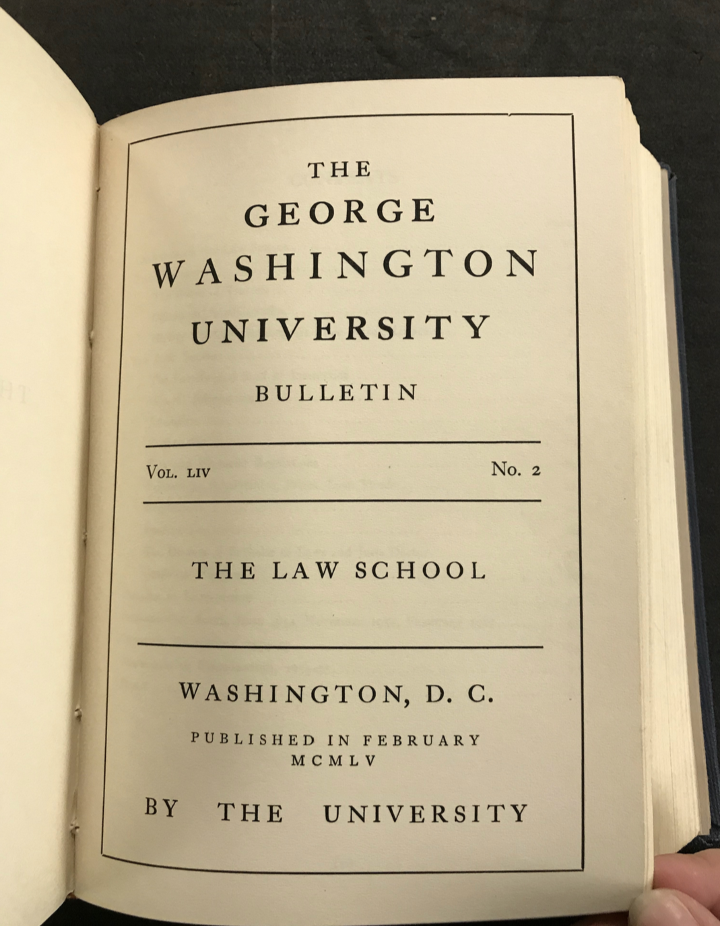 THE
GEORGE
WASHINGTON
UNIVERSITY
BULLETIN
VOL. LIV No. 2
THE LAW SCHOOL
WASHINGTON, D. C.
PUBLISHED IN FEBRUARY
MCMLV
BY THE UNIVERSITY